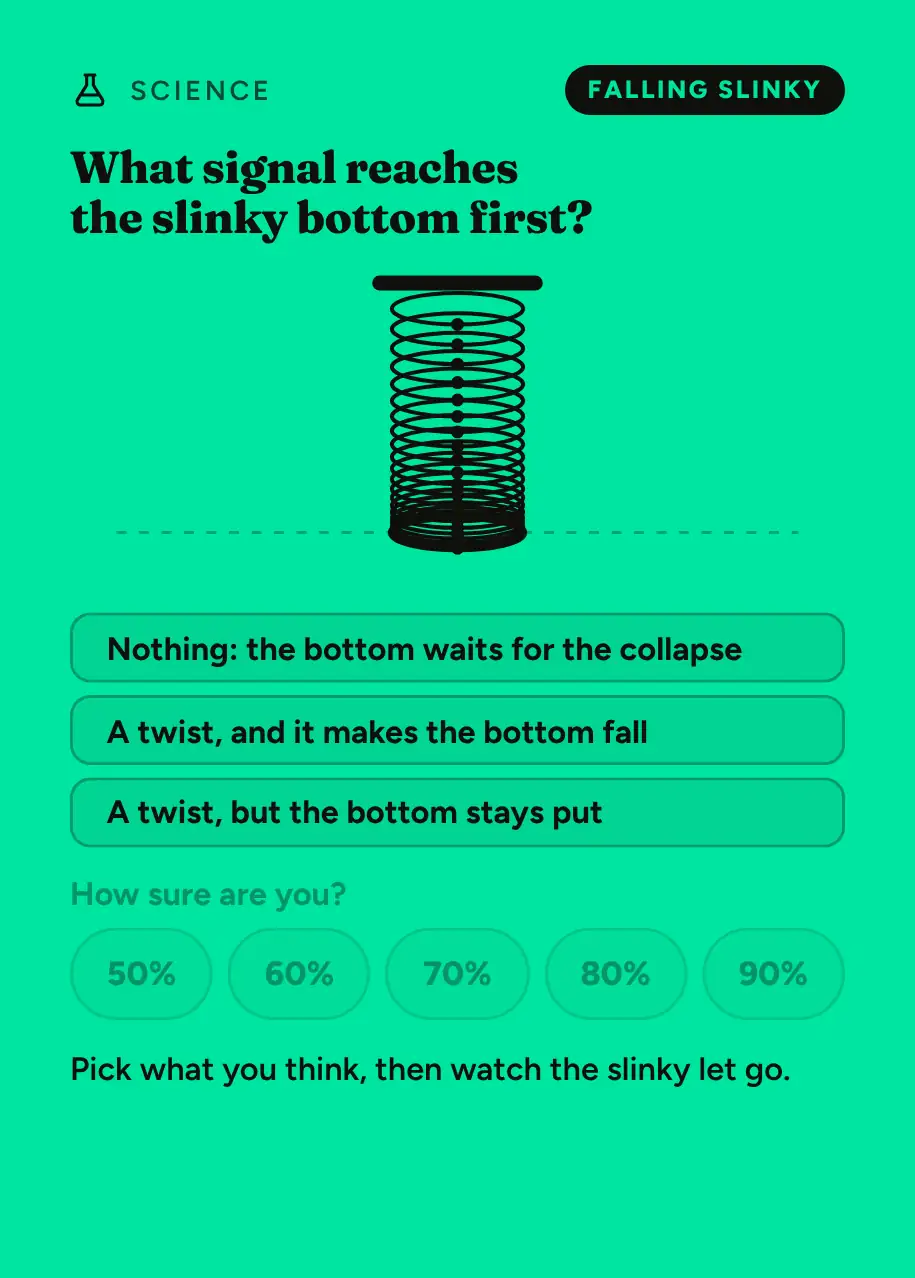 SCIENCE
FALLING SLINKY
What signal reaches
the slinky bottom first?
Nothing: the bottom waits for the collapse
A twist, and it makes the bottom fall
A twist, but the bottom stays put
How sure are you?
50%
60%
70%
80%
90%
Pick what you think, then watch the slinky let go.